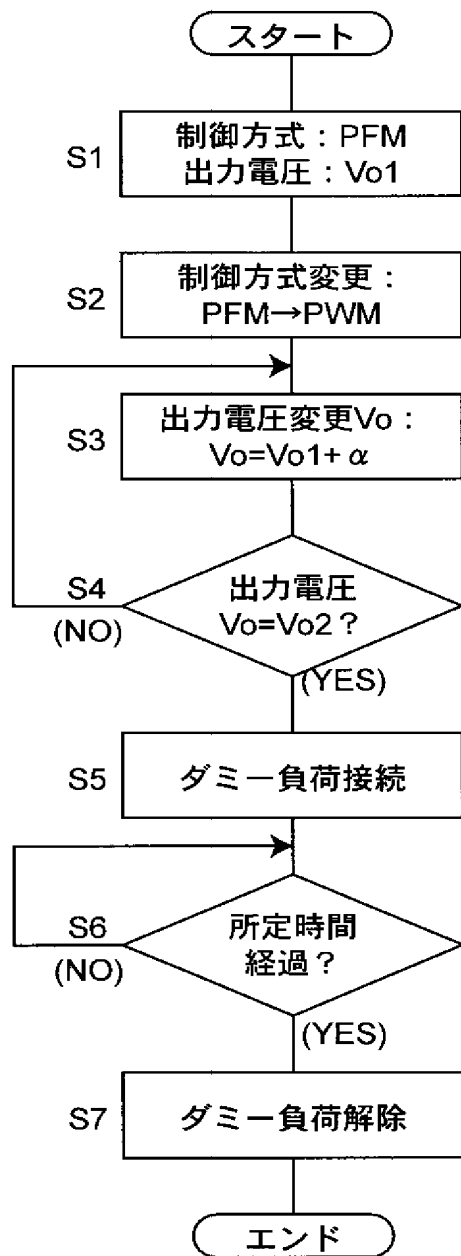 スタート
S1
制御方式：PFM
出力電圧：Vo1
S2
制御方式変更：
PFM→PWM
S3
出力電圧変更Vo：
Vo=Vo1+α
S4
(NO)
出力電圧
Vo=Vo2？
(YES)
S5
ダミー負荷接続
S6
(NO)
所定時間
経過？
(YES)
S7
ダミー負荷解除
エンド